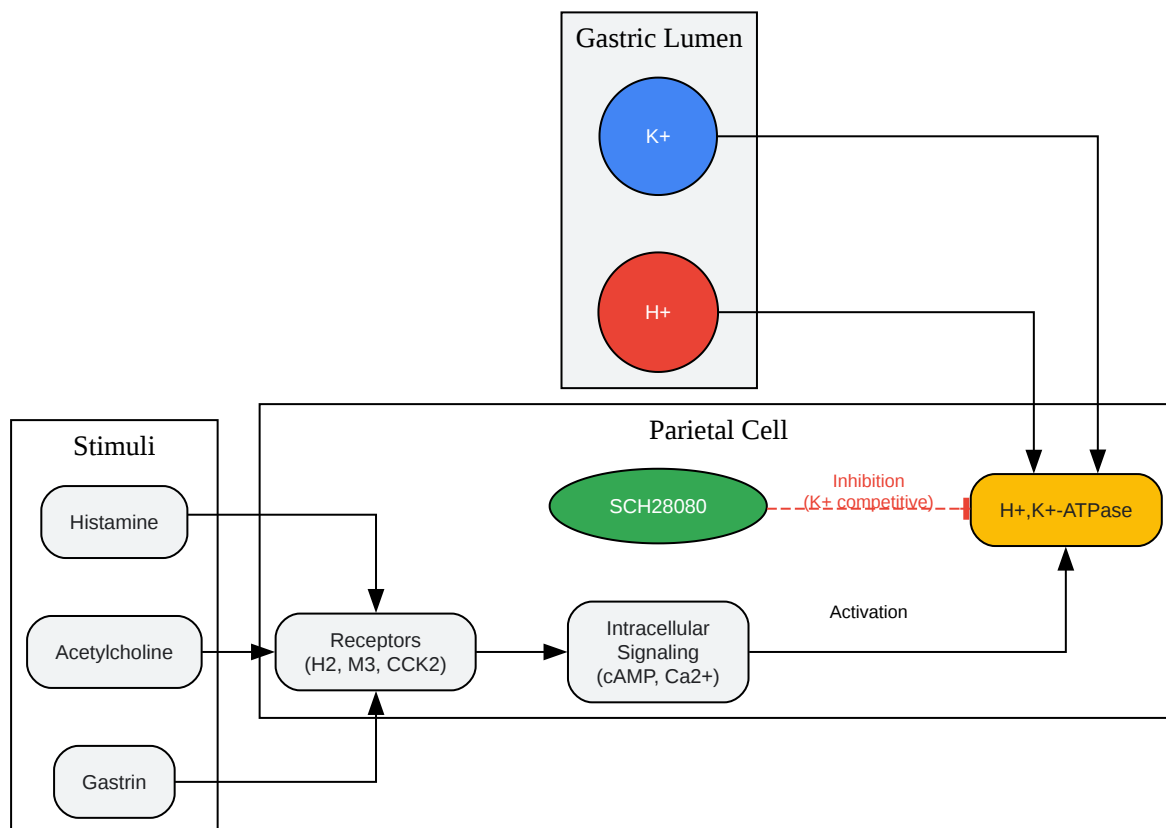 Gastric Lumen
K+
H+
Parietal Cell
Stimuli
Histamine
SCH28080
Inhibition
(K+ competitive)
H+,K+-ATPase
Acetylcholine
Receptors
(H2, M3, CCK2)
Intracellular
Signaling
(cAMP, Ca2+)
Activation
Gastrin